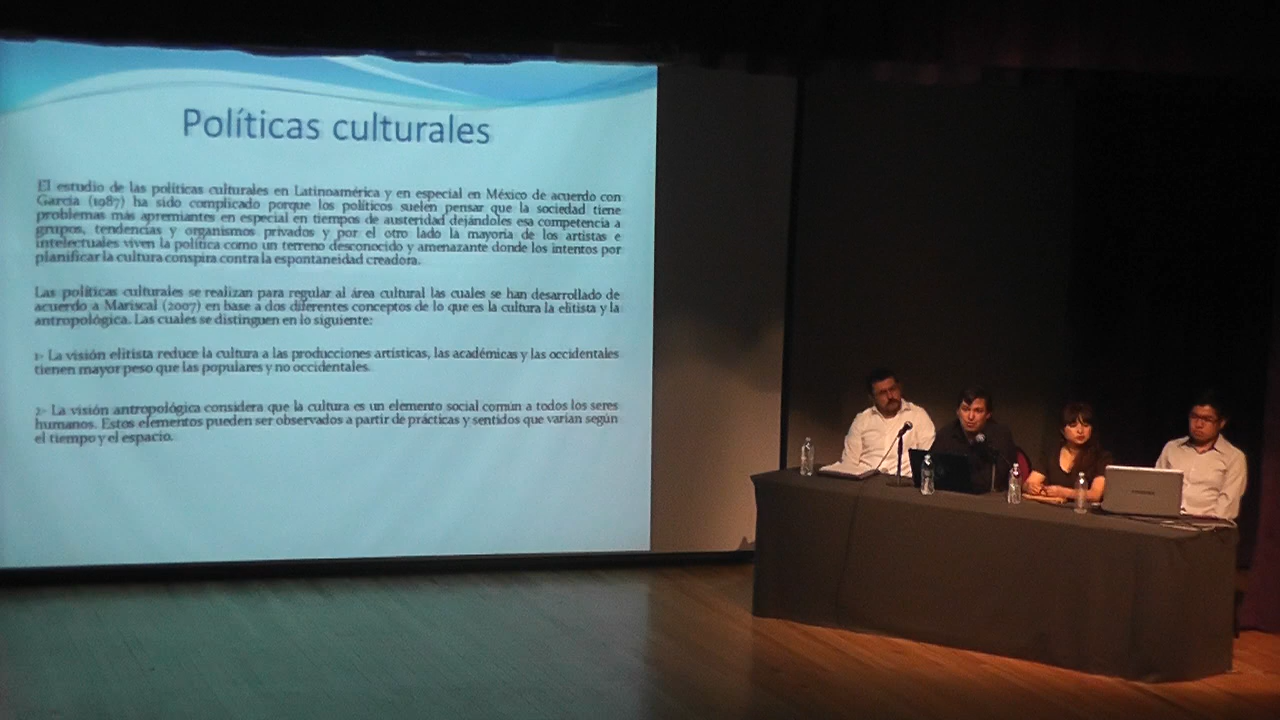 Políticas culturales
El estudio de las políticas culturales en Latinoamérica y en especial en México de acuerdo con
García (1987) ha sido complicado porque los políticos suelen pensar que la sociedad tiene
problemas más apremiantes en especial en tiempos de austeridad dejándoles esa competencia a
grupos, tendencias y organismos privados y por el otro lado la mayoría de los artistas e
intelectuales viven la política como un terreno desconocido y amenazante donde los intentos por
planificar la cultura conspira contra la espontaneidad creadora.
Las políticas culturales se realizan para regular al área cultural las cuales se han desarrollado de
acuerdo a Mariscal (2007) en base a dos diferentes conceptos de lo que es la cultura la elitista y la
antropológica. Las cuales se distinguen en lo siguiente:
1- La visión elitista reduce la cultura a las producciones artísticas, las académicas y las occidentales
tienen mayor peso que las populares y no occidentales.
2- La visión antropológica considera que la cultura es un elemento social común a todos los seres
humanos. Estos elementos pueden ser observados a partir de prácticas y sentidos que varían según
el tiempo y el espacio.